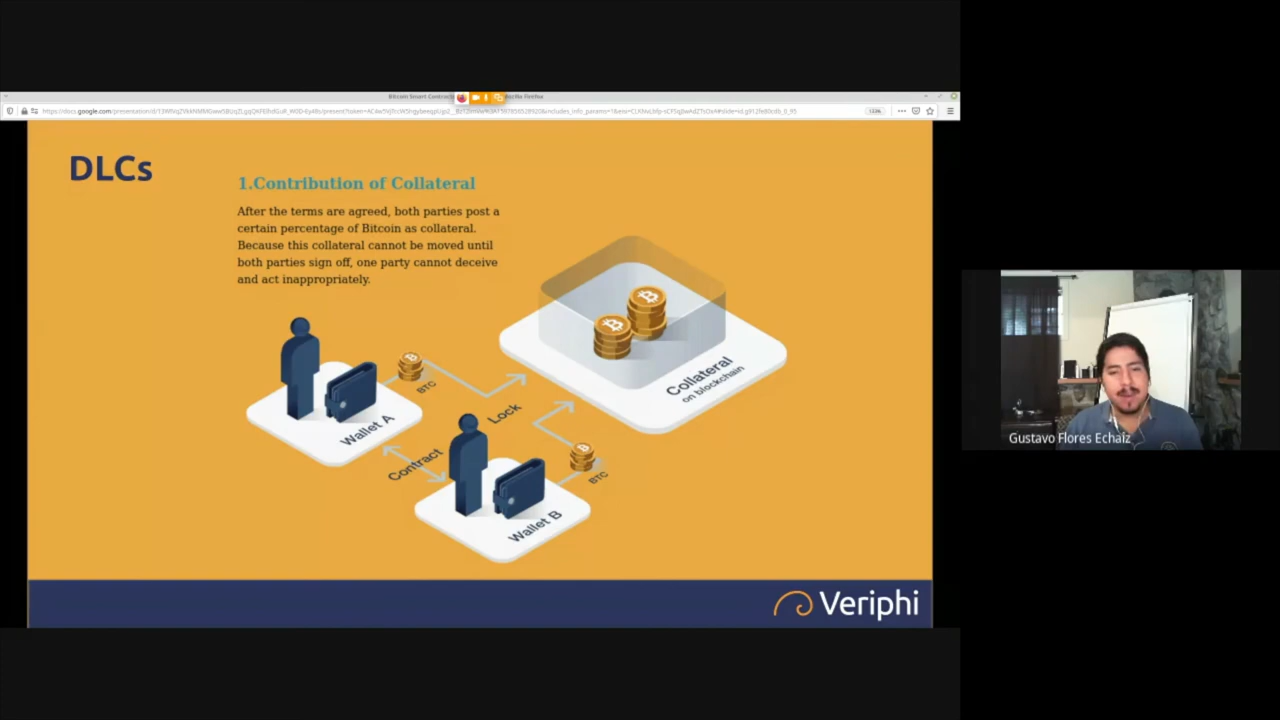 DLCs
1.Contribution of Collateral
After the terms are agreed, both parties post a
certain percentage of Bitcoin as collateral.
Because this collateral cannot be moved until
both parties sign off, one party cannot deceive
and act inappropriately.
Collateral
on blockchain
BTC
Lock
Wallet A
Contract
BTC
Wallet B
Veriphi
Gustavo Flores Echaiz